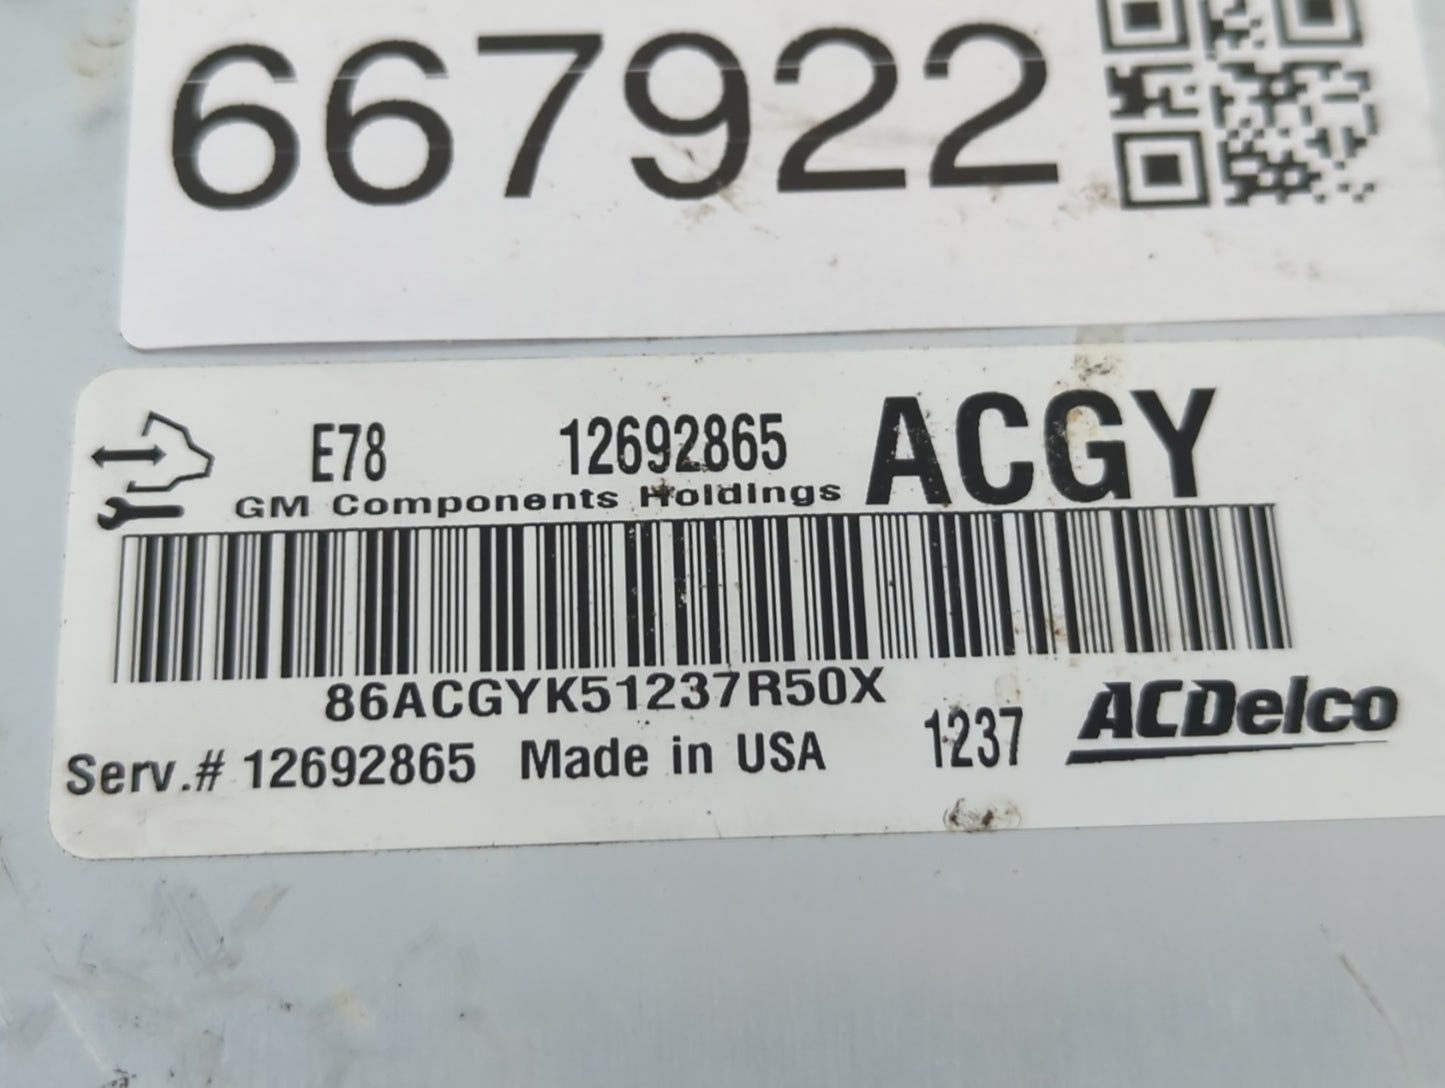 667922
E78 12692865 ACGY
GM Components Holdings
86ACGYK51237R50X
Serv.# 12692865 Made in USA 1237 ACDelco